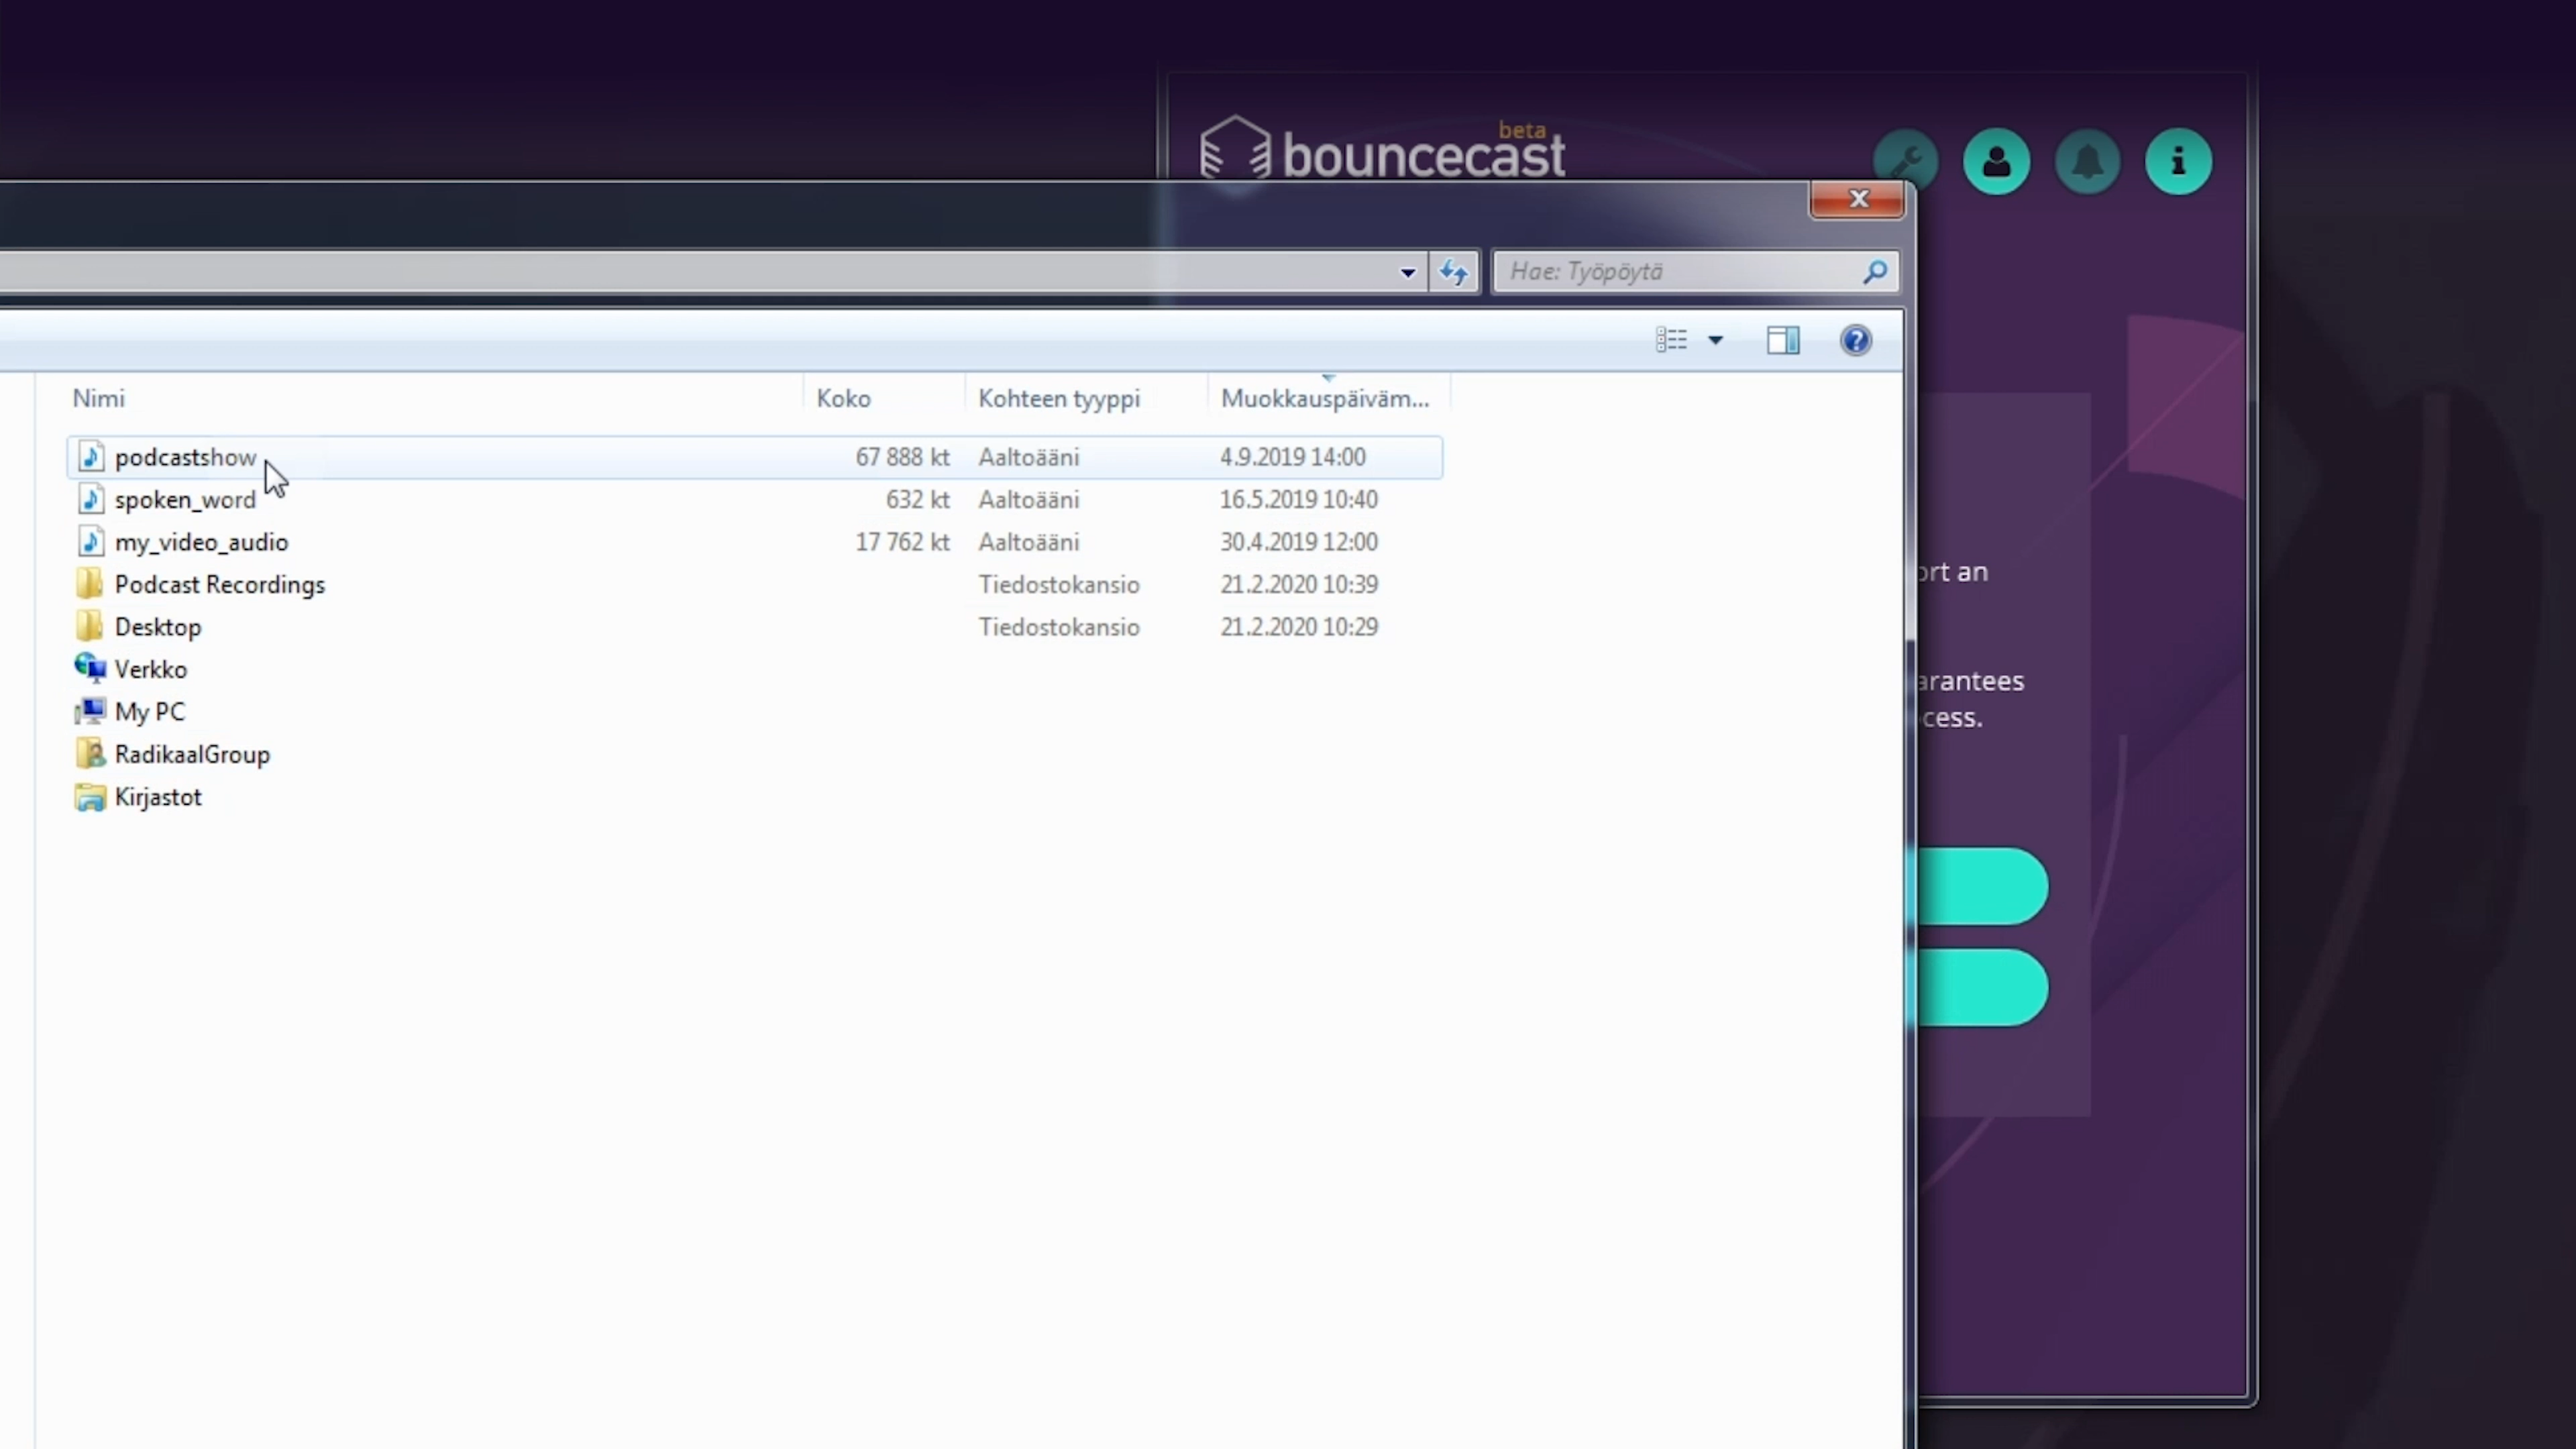 beta
bouncecast
Hae: Työpöytä
Nimi Koko Kohteen tyyppi Muokkauspäiväm...
podcastshow 67 888 kt Aaltoääni 4.9.2019 14:00
spoken_word 632 kt Aaltoääni 16.5.2019 10:40
my_video_audio 17 762 kt Aaltoääni 30.4.2019 12:00
Podcast Recordings Tiedostokansio 21.2.2020 10:39
Desktop Tiedostokansio 21.2.2020 10:29
Verkko
My PC
RadikaalGroup
Kirjastot
ort an
arantees
cess.